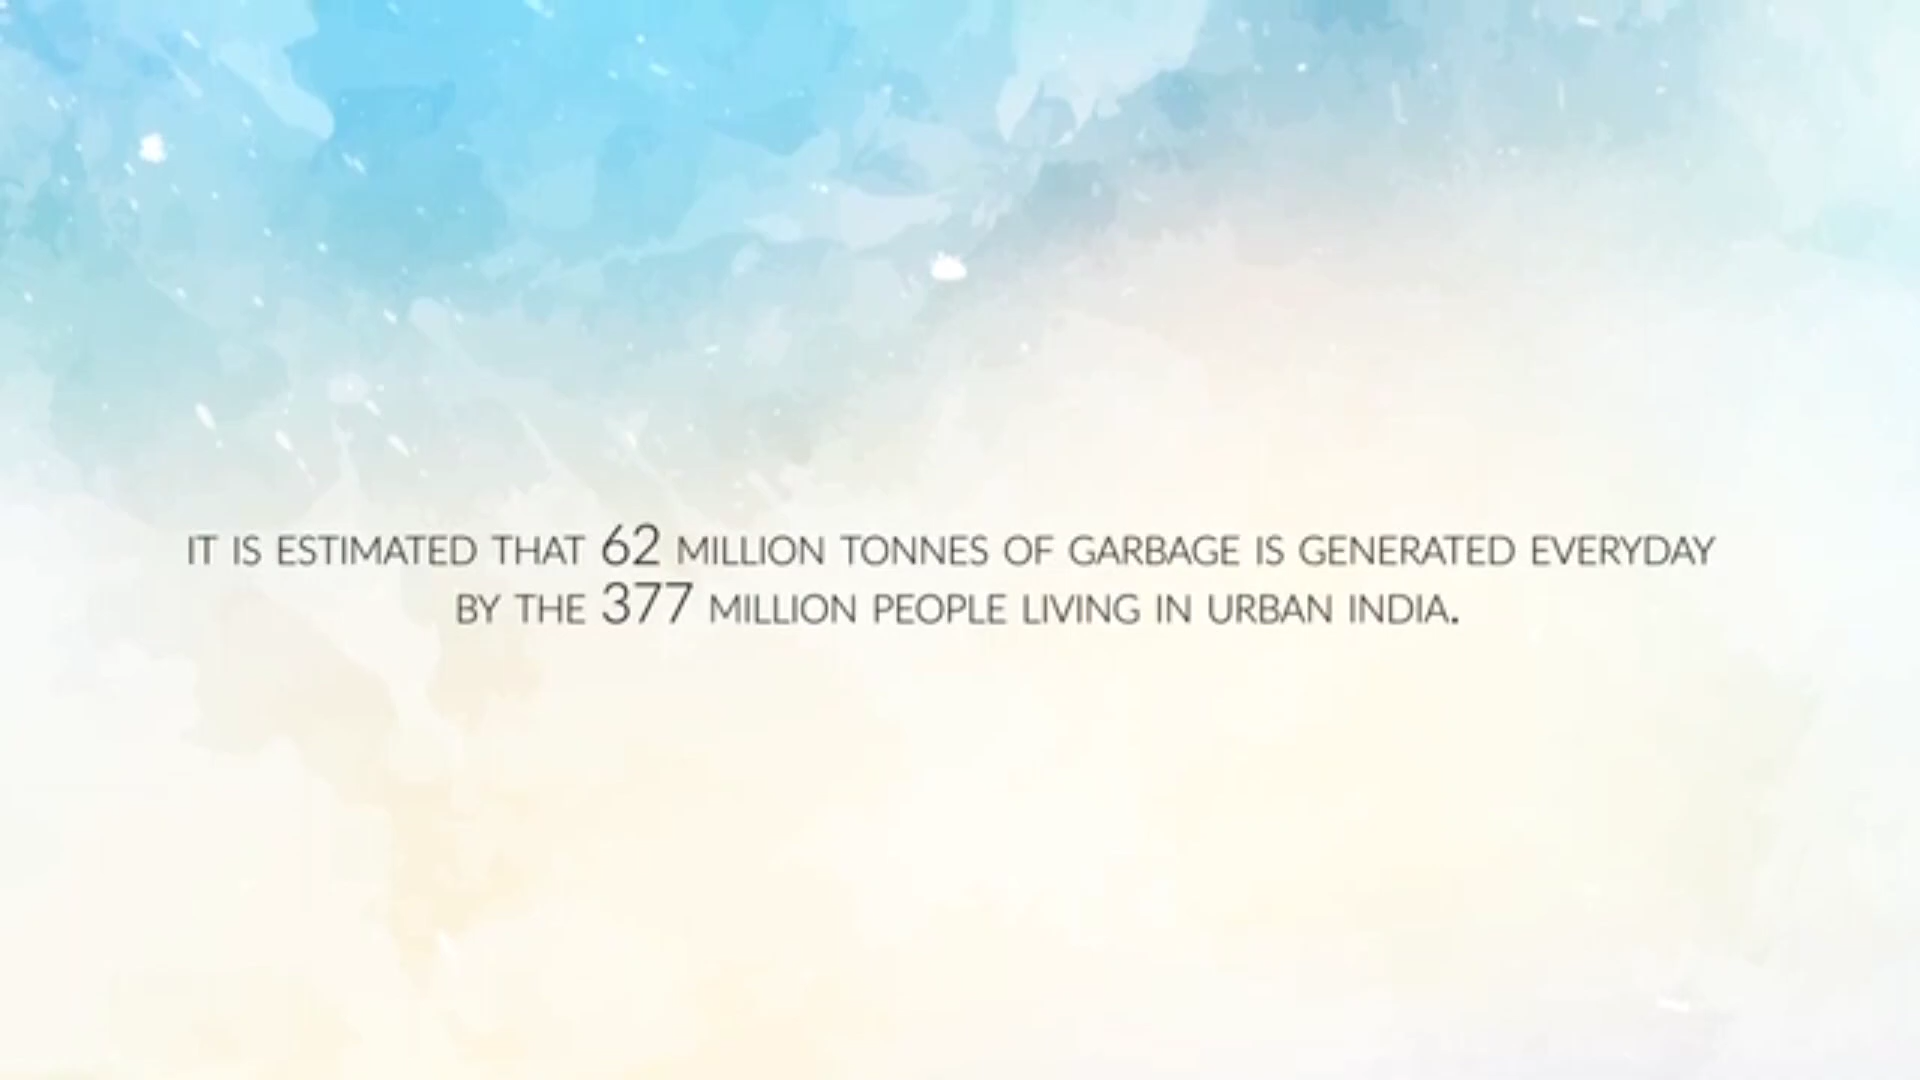 IT IS ESTIMATED THAT 62 MILLION TONNES OF GARBAGE IS GENERATED EVERYDAY
BY THE 377 MILLION PEOPLE LIVING IN URBAN INDIA.